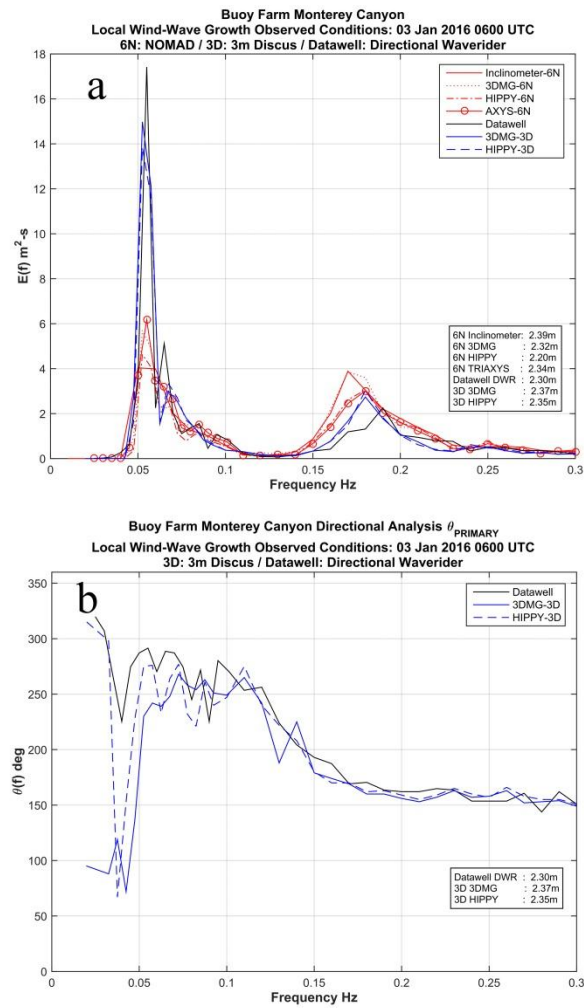 Buoy Farm Monterey Canyon
Local Wind-Wave Growth Observed Conditions: 03 Jan 2016 0600 UTC
6N: NOMAD / 3D: 3m Discus / Datawell: Directional Waverider
a
18
16
14
12
10
8
6
4
2
0
E(f) m²-s
Inclinometer-6N
3DMG-6N
HIPPY-6N
AXYS-6N
Datawell
3DMG-3D
HIPPY-3D
6N Inclinometer: 2.39m
6N 3DMG : 2.32m
6N HIPPY : 2.20m
6N TRIAXYS : 2.34m
Datawell DWR : 2.30m
3D 3DMG : 2.37m
3D HIPPY : 2.35m
0 0.05 0.1 0.15 0.2 0.25 0.3
Frequency Hz
Buoy Farm Monterey Canyon Directional Analysis θPRIMARY
Local Wind-Wave Growth Observed Conditions: 03 Jan 2016 0600 UTC
3D: 3m Discus / Datawell: Directional Waverider
b
350
300
250
200
150
100
50
0
θ(f) deg
Datawell
3DMG-3D
HIPPY-3D
Datawell DWR : 2.30m
3D 3DMG : 2.37m
3D HIPPY : 2.35m
0 0.05 0.1 0.15 0.2 0.25 0.3
Frequency Hz